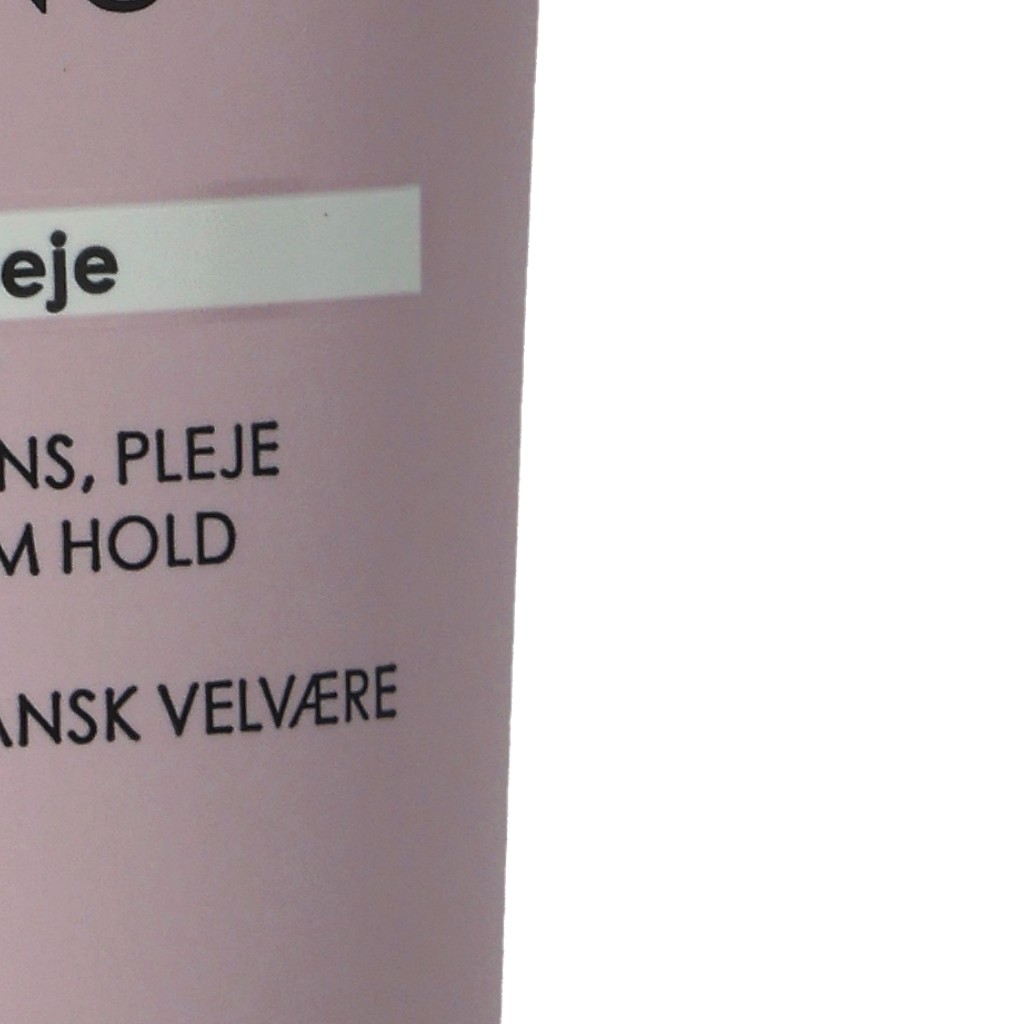 eje
NS, PLEJE
M HOLD
ANSK VELVÆRE